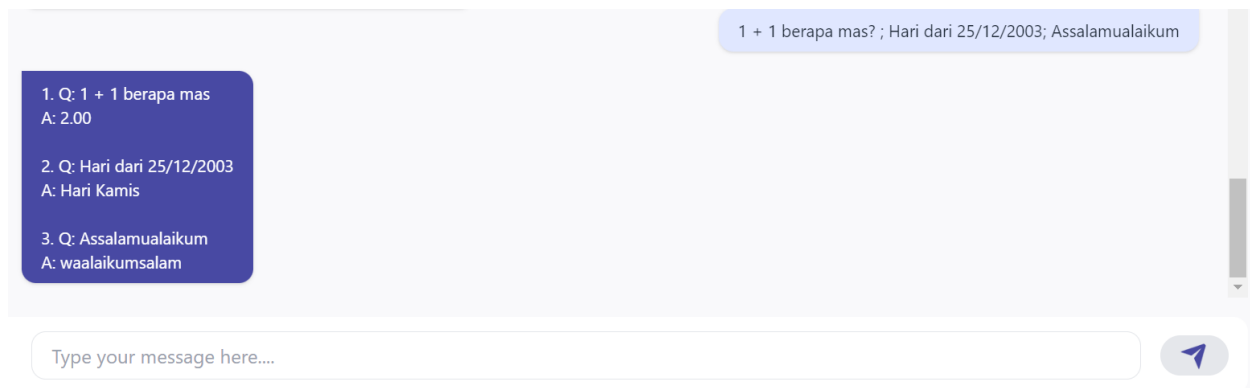 1 + 1 berapa mas? ; Hari dari 25/12/2003; Assalamualaikum
1. Q: 1 + 1 berapa mas
A: 2.00
2. Q: Hari dari 25/12/2003
A: Hari Kamis
3. Q: Assalamualaikum
A: waalaikumsalam
Type your message here....